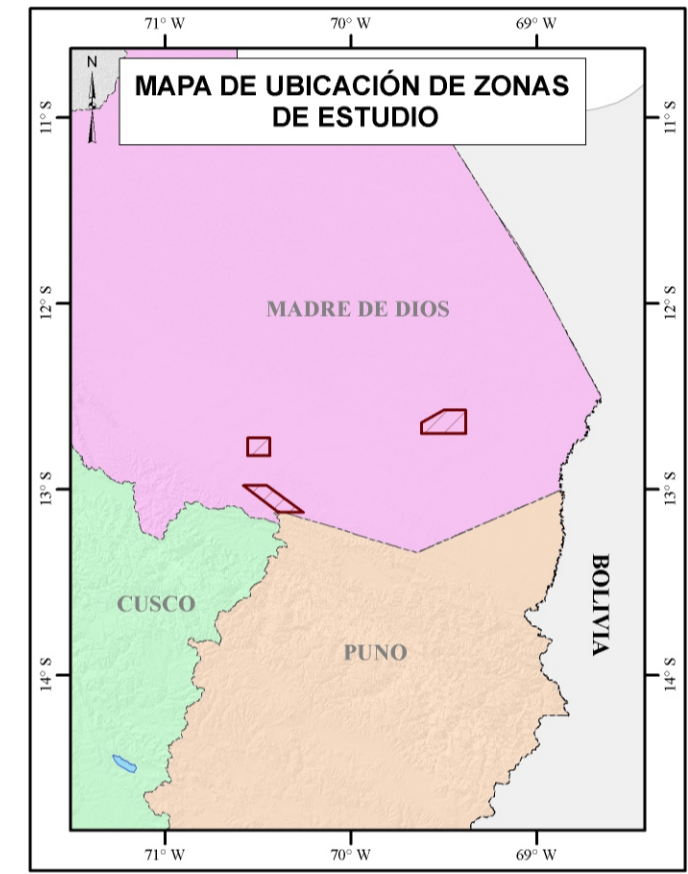 71° W 70° W 69° W
N
MAPA DE UBICACIÓN DE ZONAS
DE ESTUDIO
11° S 11° S
MADRE DE DIOS
12° S 12° S
13° S 13° S
BOLIVIA
CUSCO
PUNO
14° S 14° S
71° W 70° W 69° W